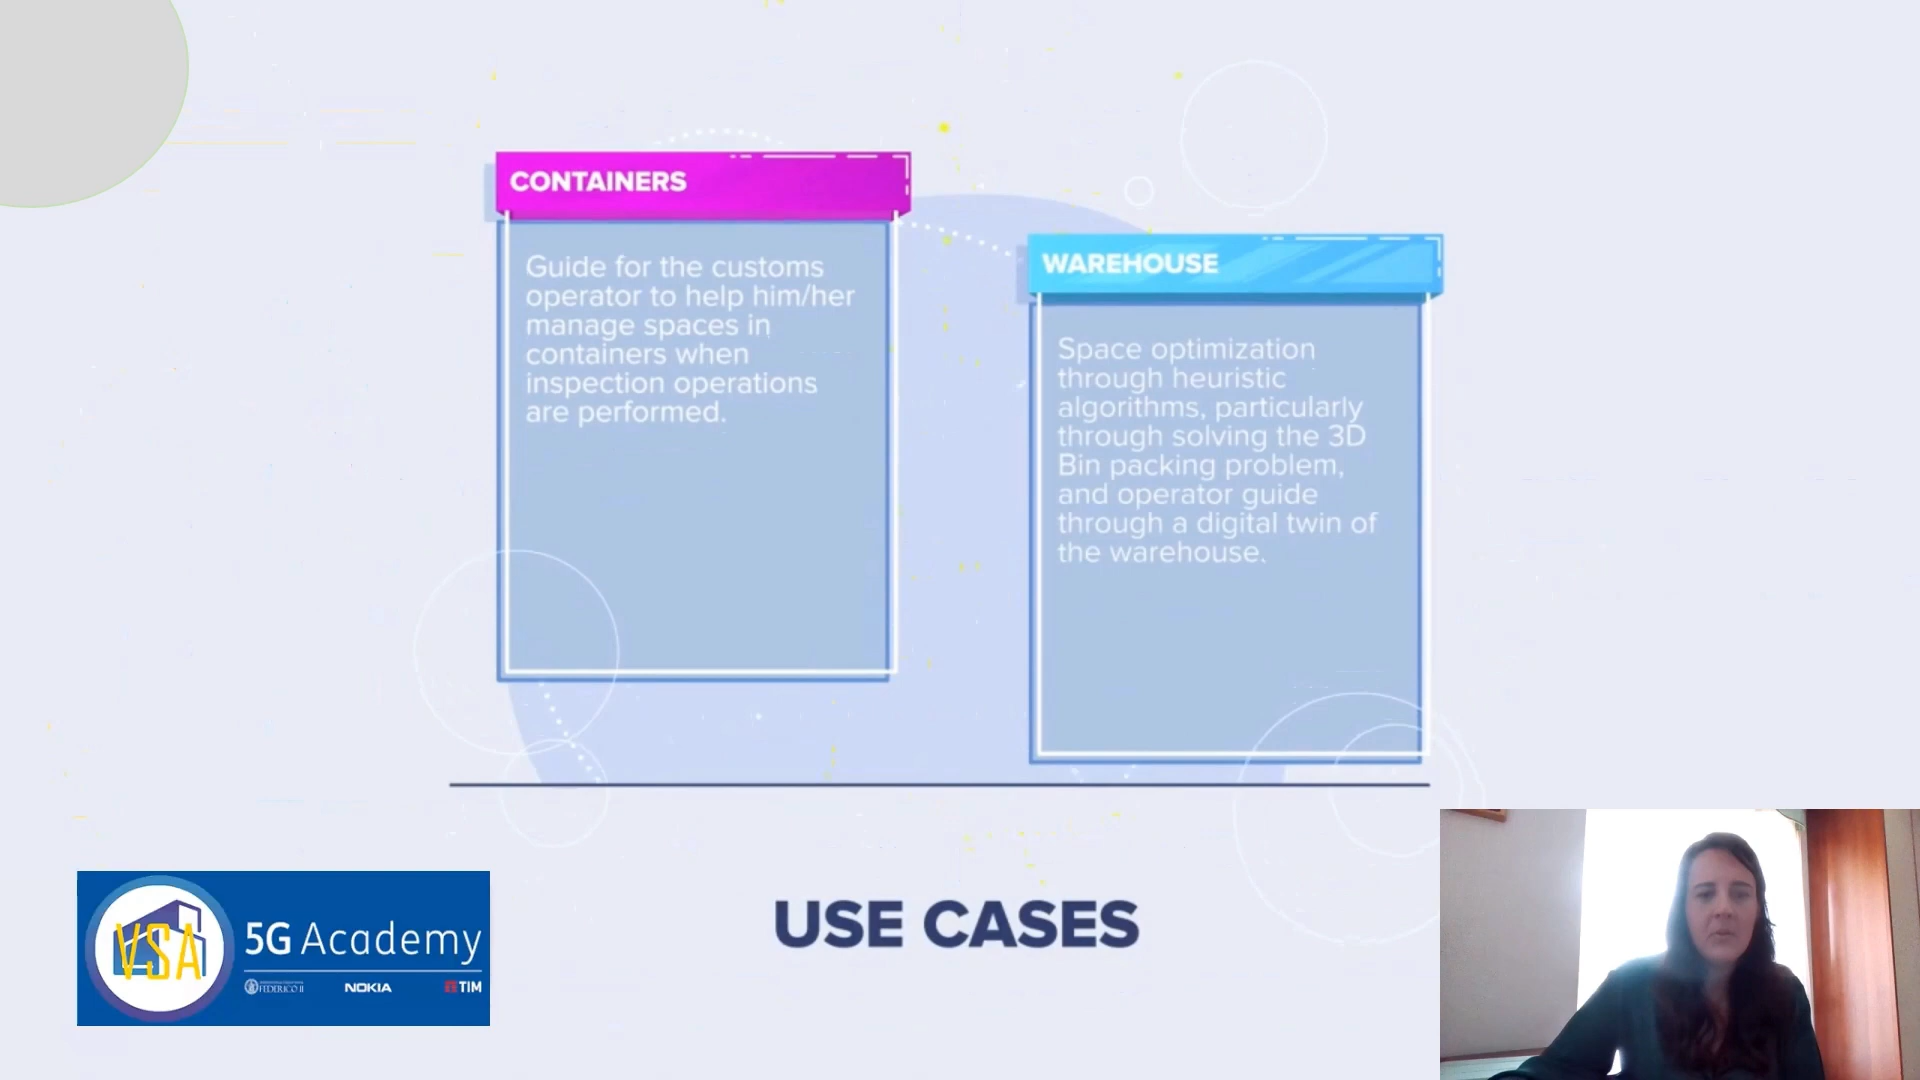 CONTAINERS
Guide for the customs
operator to help him/her
manage spaces in
containers when
inspection operations
are performed.
WAREHOUSE
Space optimization
through heuristic
algorithms, particularly
through solving the 3D
Bin packing problem,
and operator guide
through a digital twin of
the warehouse.
USE CASES
VSA
5G Academy
FEDERICO II
NOKIA
TIM